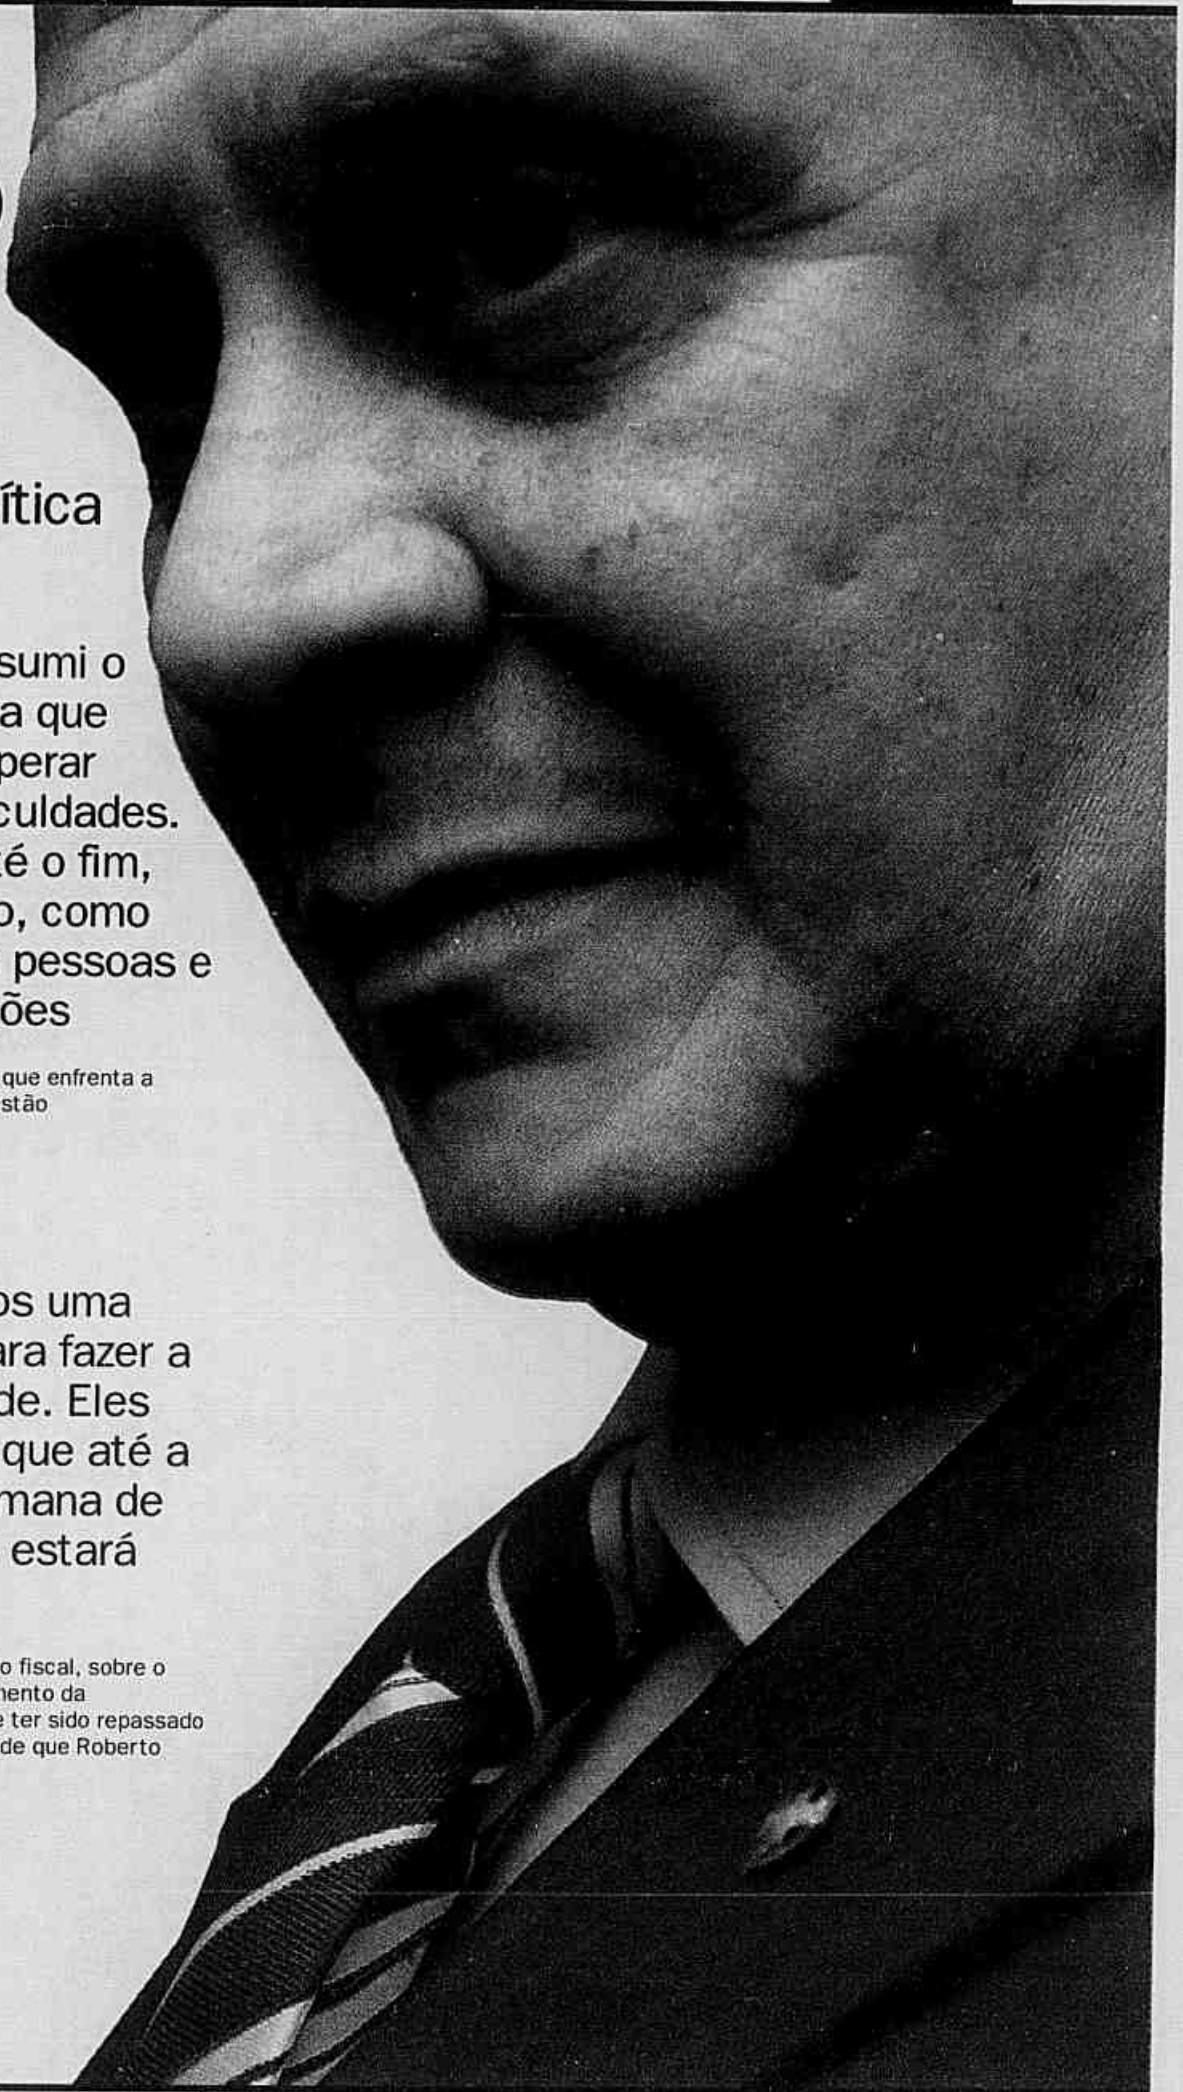 ítica
sumi o
a que
perar
culdades.
té o fim,
o, como
pessoas e
ões
que enfrenta a
stão
os uma
ara fazer a
de. Eles
que até a
mana de
estará
o fiscal, sobre o
mento da
e ter sido repassado
de que Roberto